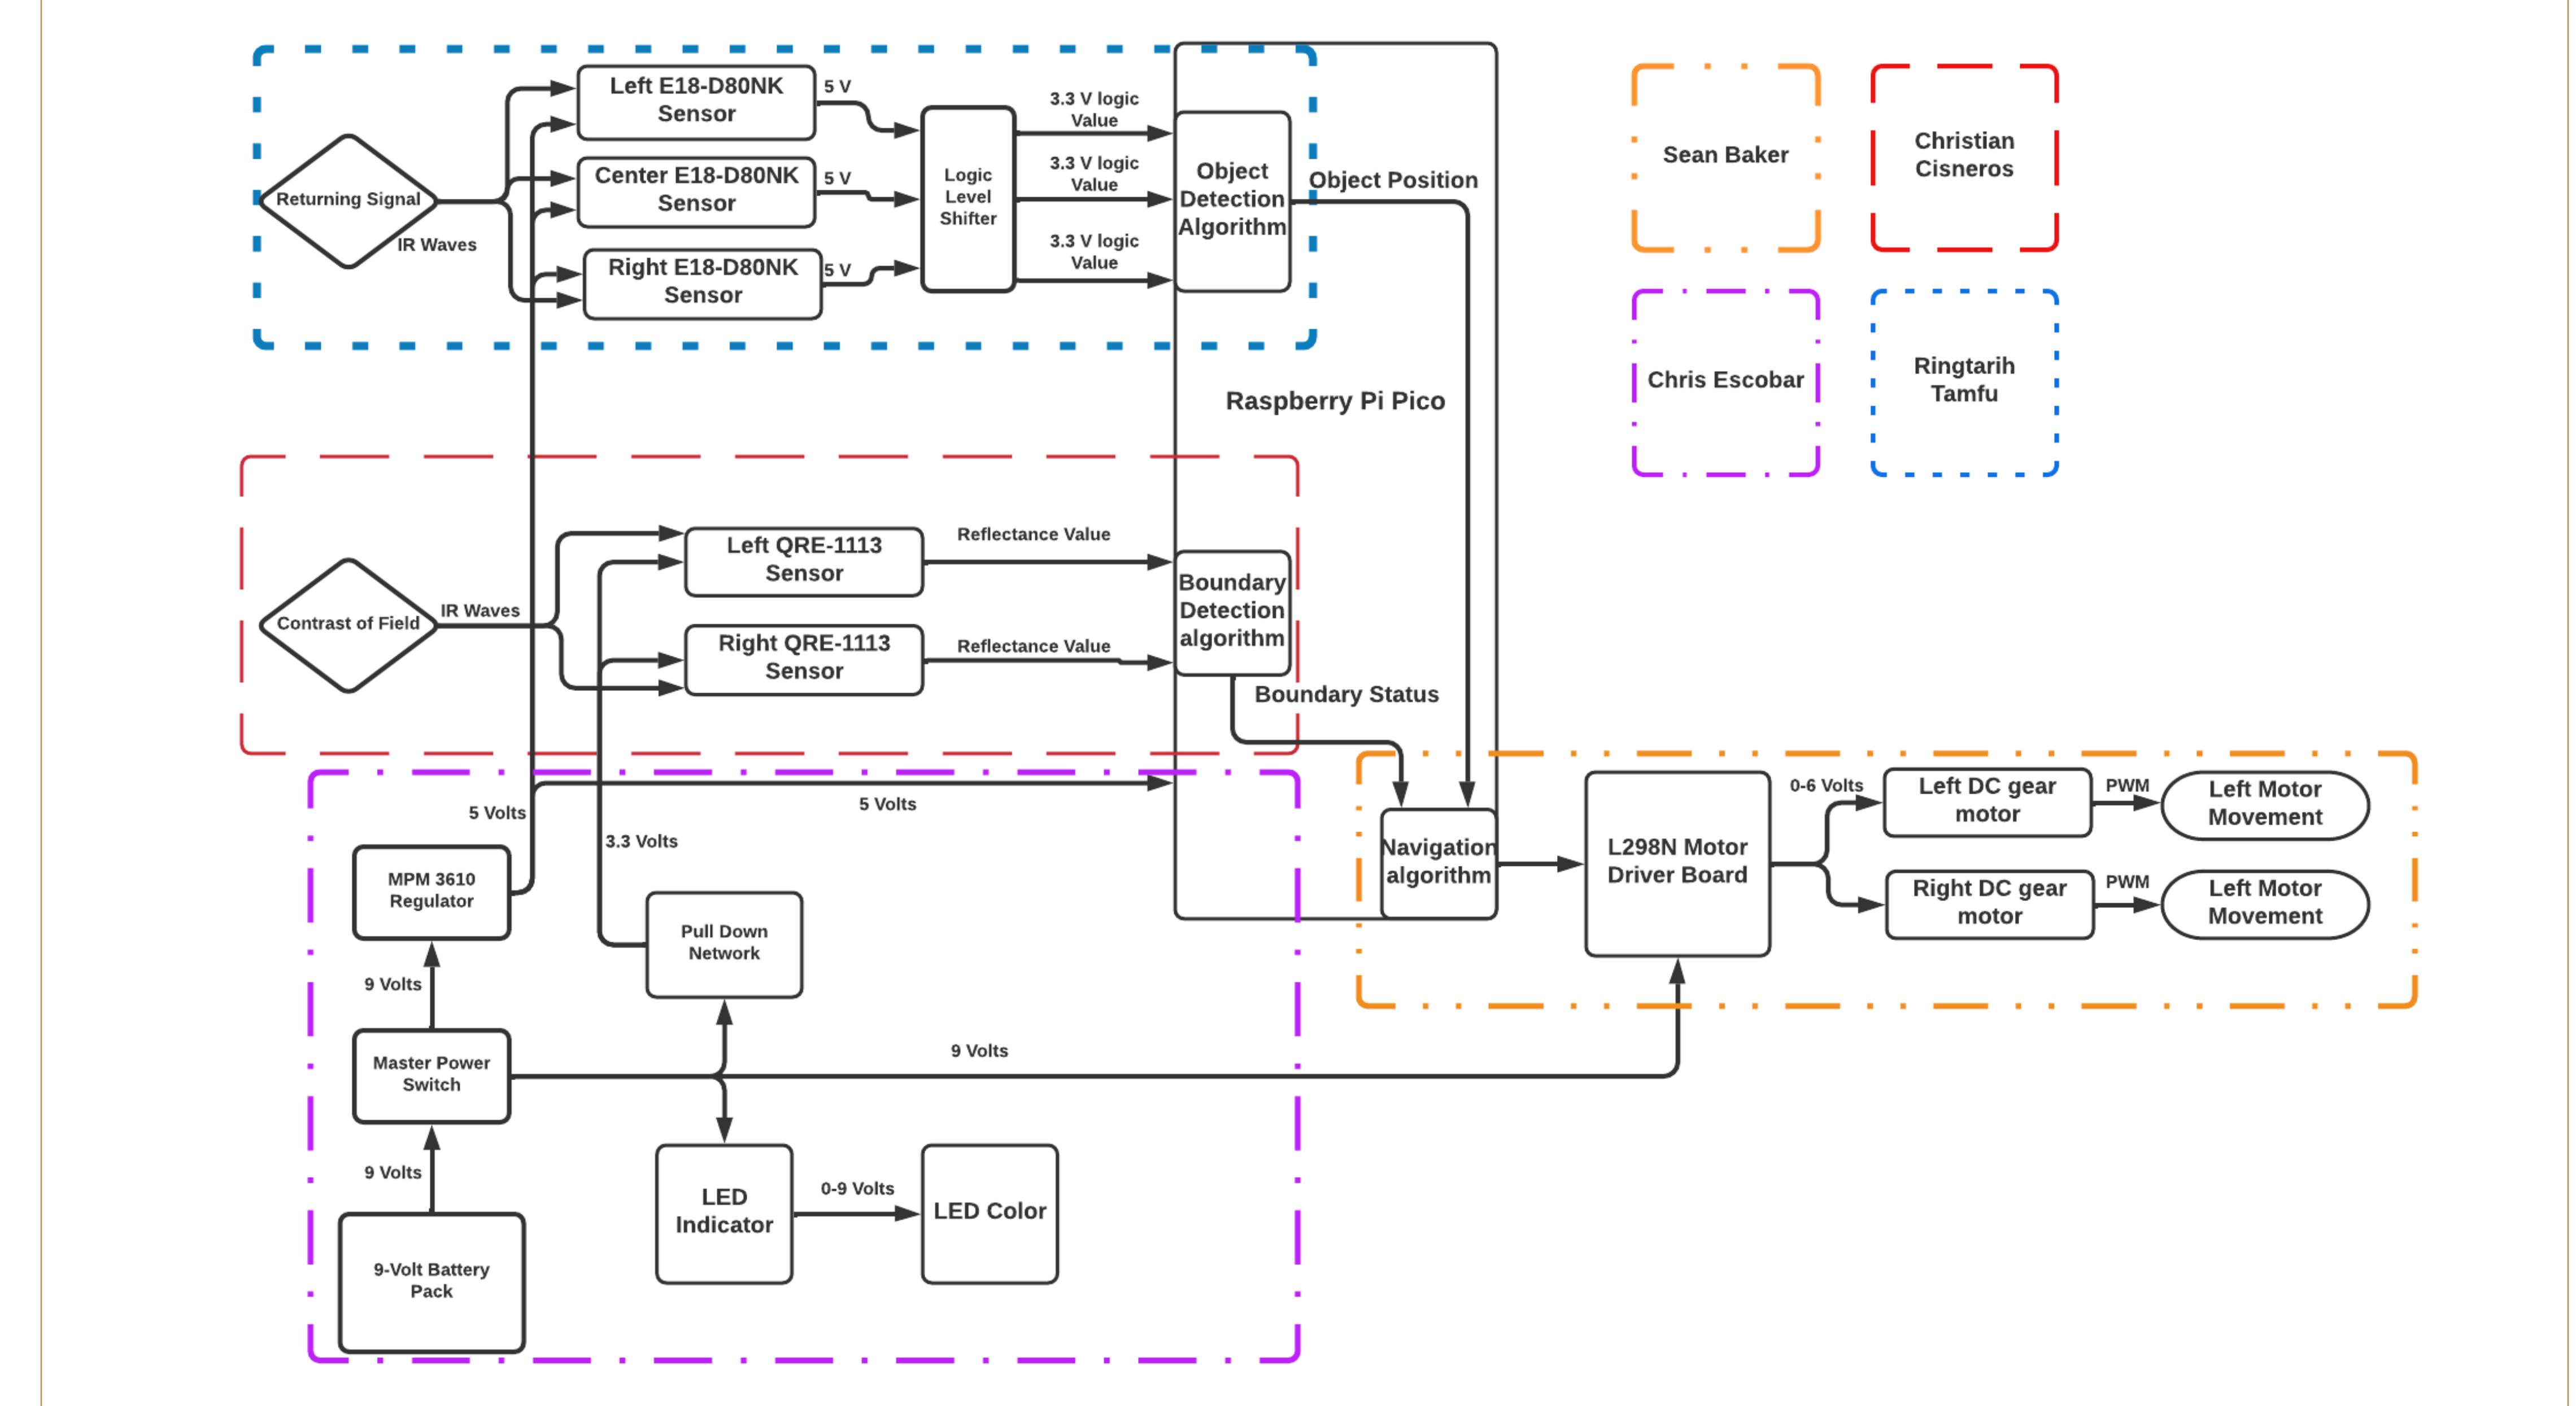 Left E18-D80NK
Sensor
5 V
Center E18-D80NK
Sensor
5 V
Right E18-D80NK
Sensor
5 V
Returning Signal
IR Waves
Logic
Level
Shifter
3.3 V logic
Value
3.3 V logic
Value
3.3 V logic
Value
Object
Detection
Algorithm
Object Position
Raspberry Pi Pico
Sean Baker
Christian
Cisneros
Chris Escobar
Ringtarih
Tamfu
Contrast of Field
IR Waves
Left QRE-1113
Sensor
Reflectance Value
Right QRE-1113
Sensor
Reflectance Value
Boundary
Detection
algorithm
Boundary Status
5 Volts
5 Volts
3.3 Volts
MPM 3610
Regulator
Pull Down
Network
9 Volts
Master Power
Switch
9 Volts
9 Volts
9-Volt Battery
Pack
LED
Indicator
0-9 Volts
LED Color
Navigation
algorithm
L298N Motor
Driver Board
0-6 Volts
Left DC gear
motor
PWM
Left Motor
Movement
Right DC gear
motor
PWM
Left Motor
Movement